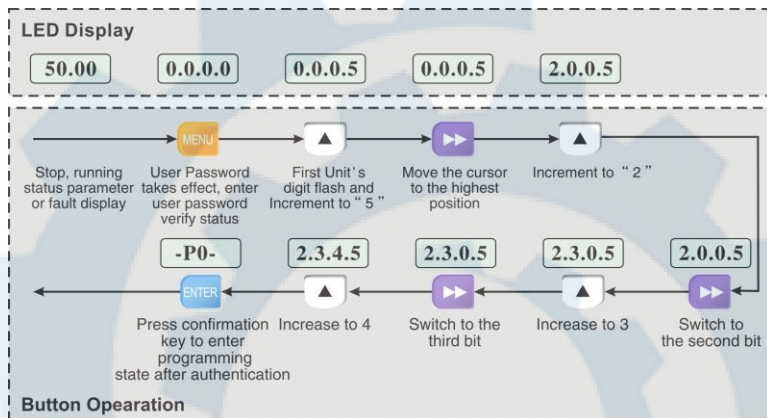 LED Display
50.00
0.0.0.0
0.0.0.5
0.0.0.5
2.0.0.5
MENU
Stop, running
status parameter
or fault display
User Password
takes effect, enter
user password
verify status
First Unit's
digit flash and
Increment to “ 5 ”
Move the cursor
to the highest
position
Increment to “ 2 ”
-P0-
2.3.4.5
2.3.0.5
2.3.0.5
2.0.0.5
ENTER
Press confirmation
key to enter
programming
state after authentication
Increase to 4
Switch to the
third bit
Increase to 3
Switch to
the second bit
Button Opearation